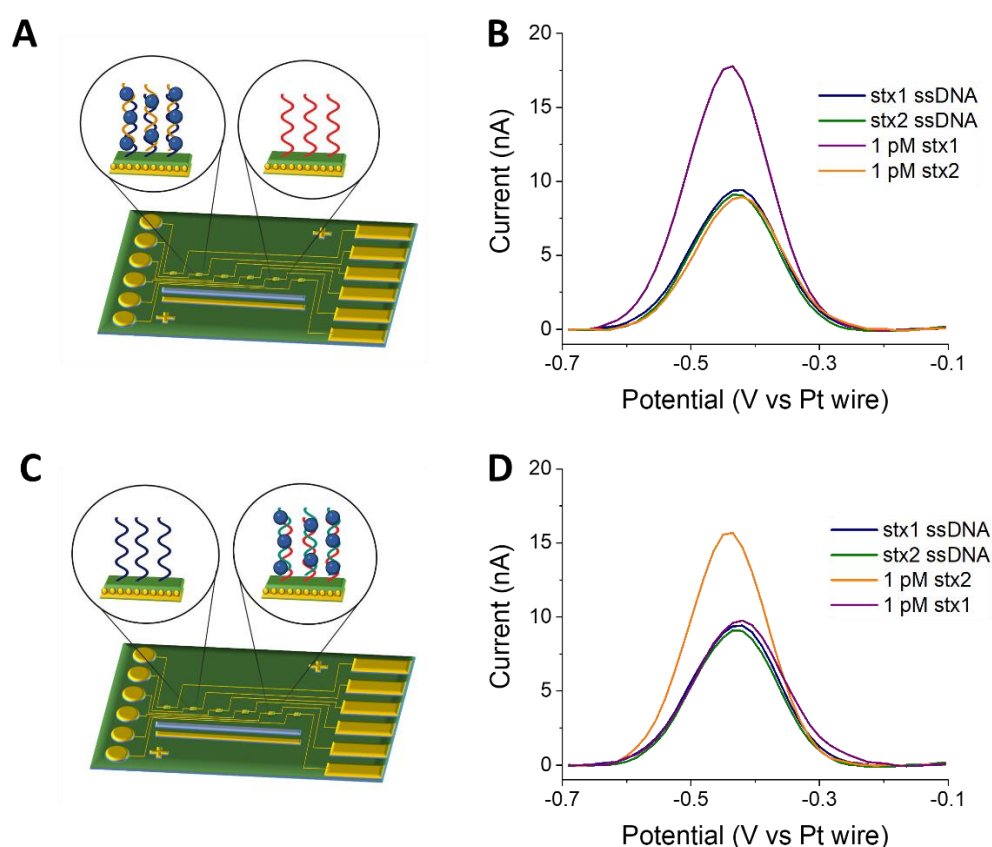 A
B
20
15
10
5
0
Current (nA)
stx1 ssDNA
stx2 ssDNA
1 pM stx1
1 pM stx2
-0.7
-0.5
-0.3
-0.1
Potential (V vs Pt wire)
C
D
20
15
10
5
0
Current (nA)
stx1 ssDNA
stx2 ssDNA
1 pM stx2
1 pM stx1
-0.7
-0.5
-0.3
-0.1
Potential (V vs Pt wire)